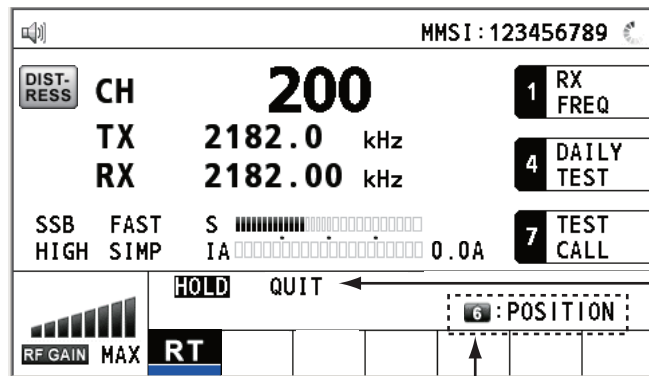 MMSI:123456789
DIST-
RESS
CH 200
TX 2182.0 kHz
RX 2182.00 kHz
1 RX
FREQ
4 DAILY
TEST
7 TEST
CALL
SSB FAST S
HIGH SIMP IA 0.0A
HOLD QUIT
6 :POSITION
RF GAIN MAX RT